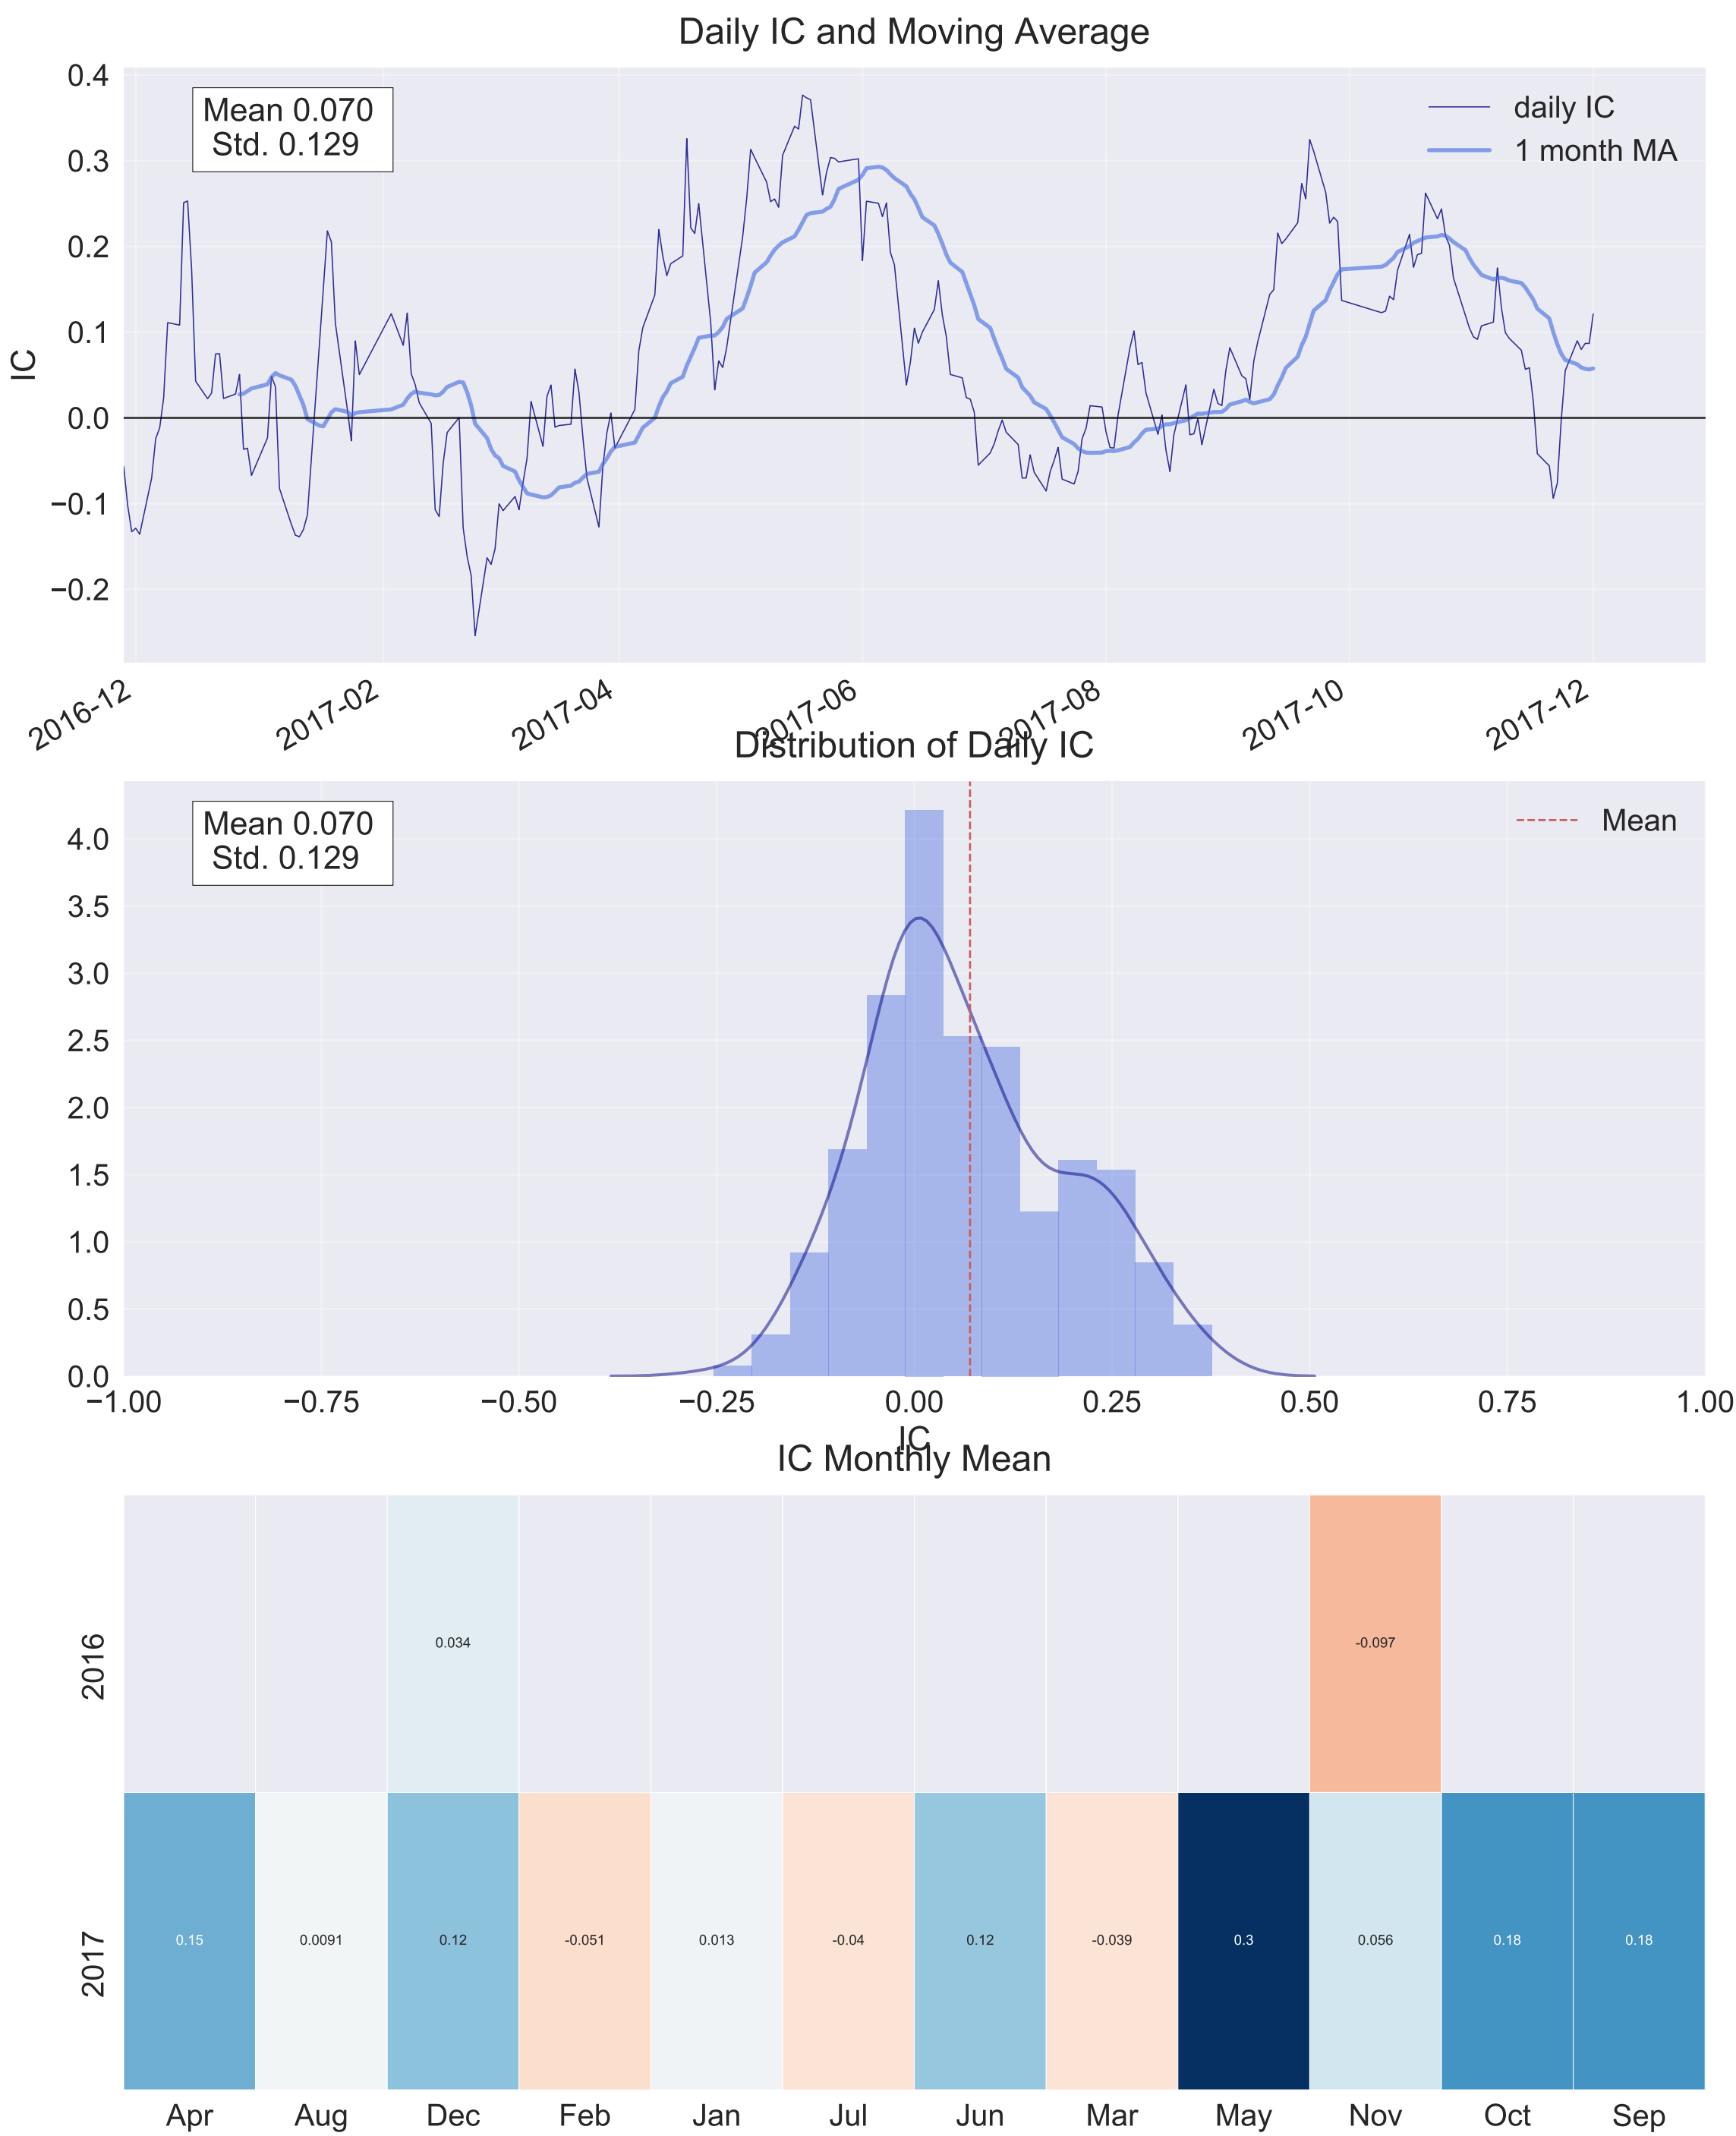 Daily IC and Moving Average
0.4
0.3
0.2
0.1
0.0
−0.1
−0.2
IC
Mean 0.070
Std. 0.129
daily IC
1 month MA
2016-12
2017-02
2017-04
2017-06
2017-08
2017-10
2017-12
Distribution of Daily IC
4.0
3.5
3.0
2.5
2.0
1.5
1.0
0.5
0.0
Mean 0.070
Std. 0.129
Mean
−1.00 −0.75 −0.50 −0.25 0.00 0.25 0.50 0.75 1.00
IC
IC Monthly Mean
2016
0.034 -0.097
2017
0.15 0.0091 0.12 -0.051 0.013 -0.04 0.12 -0.039 0.3 0.056 0.18 0.18
Apr Aug Dec Feb Jan Jul Jun Mar May Nov Oct Sep